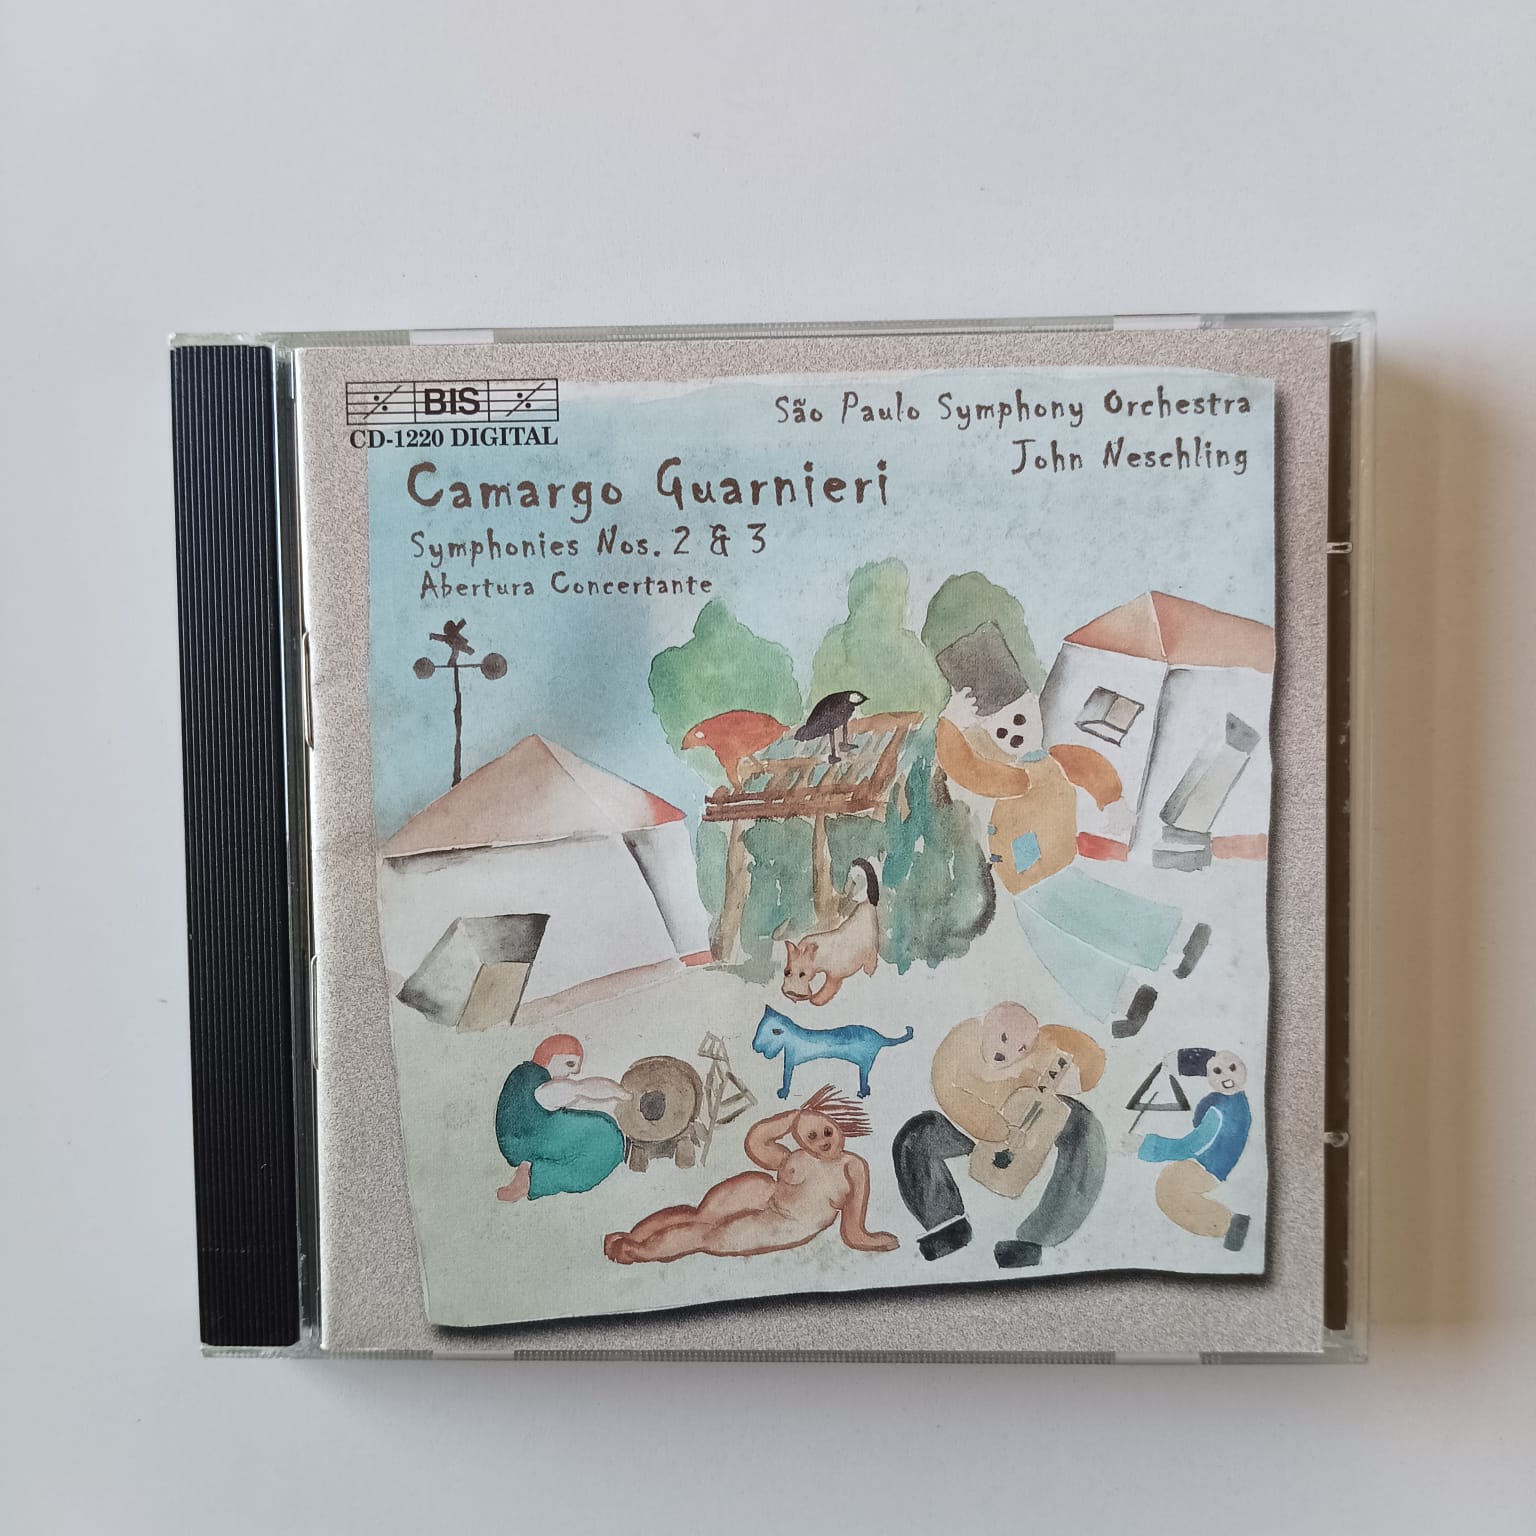 BIS
CD-1220 DIGITAL
São Paulo Symphony Orchestra
John Neschling
Camargo Guarnieri
Symphonies Nos. 2 & 3
Abertura Concertante